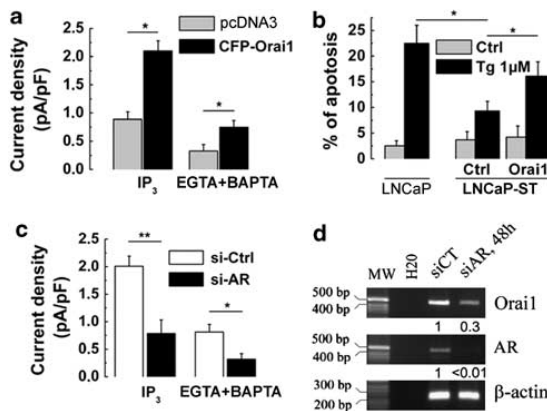 a
pcDNA3
CFP-Orai1
Current density
(pA/pF)
2.5
2.0
1.5
1.0
0.5
0.0
*
*
IP3
EGTA+BAPTA
b
Ctrl
Tg 1µM
% of apotosis
30
25
20
15
10
5
0
*
*
Ctrl
Orai1
LNCaP
LNCaP-ST
c
si-Ctrl
si-AR
Current density
(pA/pF)
2.5
2.0
1.5
1.0
0.5
0.0
**
*
IP3
EGTA+BAPTA
d
MW
H20
siCT
siAR, 48h
500 bp
400 bp
Orai1
1 0.3
500 bp
400 bp
AR
1 <0.01
300 bp
200 bp
β-actin